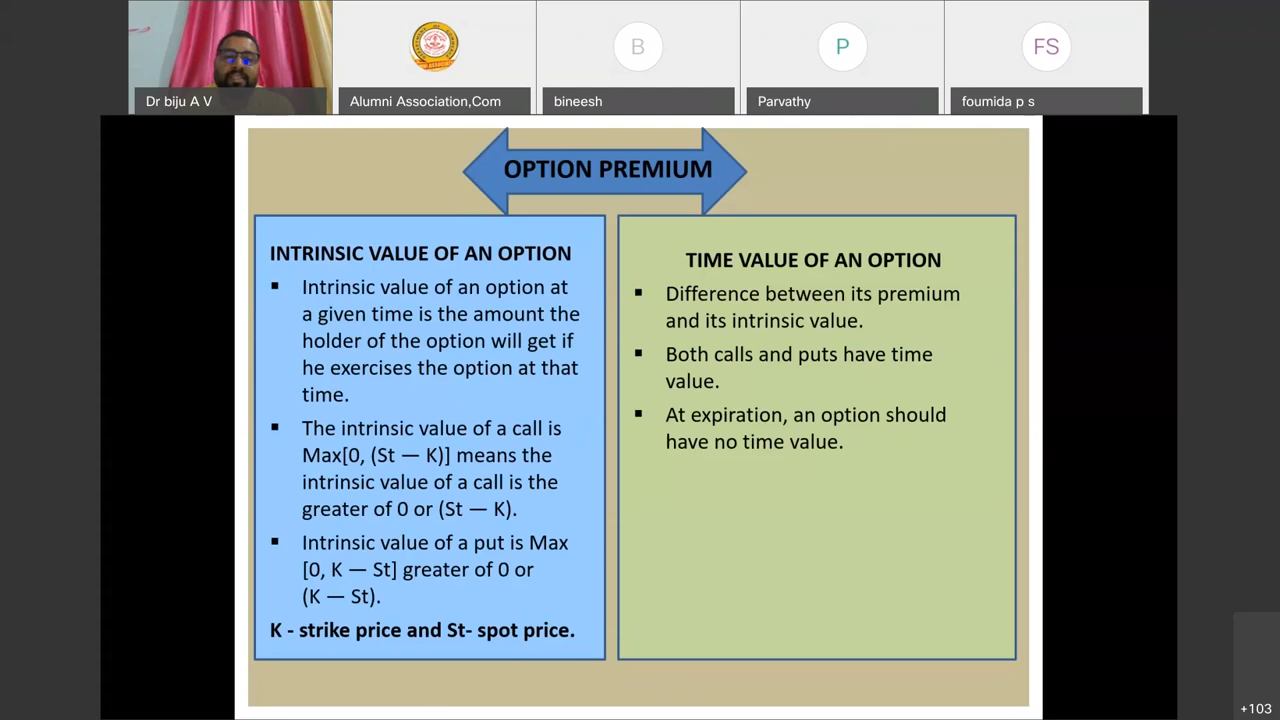 B
P
FS
Dr biju A V
Alumni Association,Com
bineesh
Parvathy
foumida p s
OPTION PREMIUM
INTRINSIC VALUE OF AN OPTION
▪ Intrinsic value of an option at
a given time is the amount the
holder of the option will get if
he exercises the option at that
time.
▪ The intrinsic value of a call is
Max[0, (St — K)] means the
intrinsic value of a call is the
greater of 0 or (St — K).
▪ Intrinsic value of a put is Max
[0, K — St] greater of 0 or
(K — St).
K - strike price and St- spot price.
TIME VALUE OF AN OPTION
▪ Difference between its premium
and its intrinsic value.
▪ Both calls and puts have time
value.
▪ At expiration, an option should
have no time value.
+103